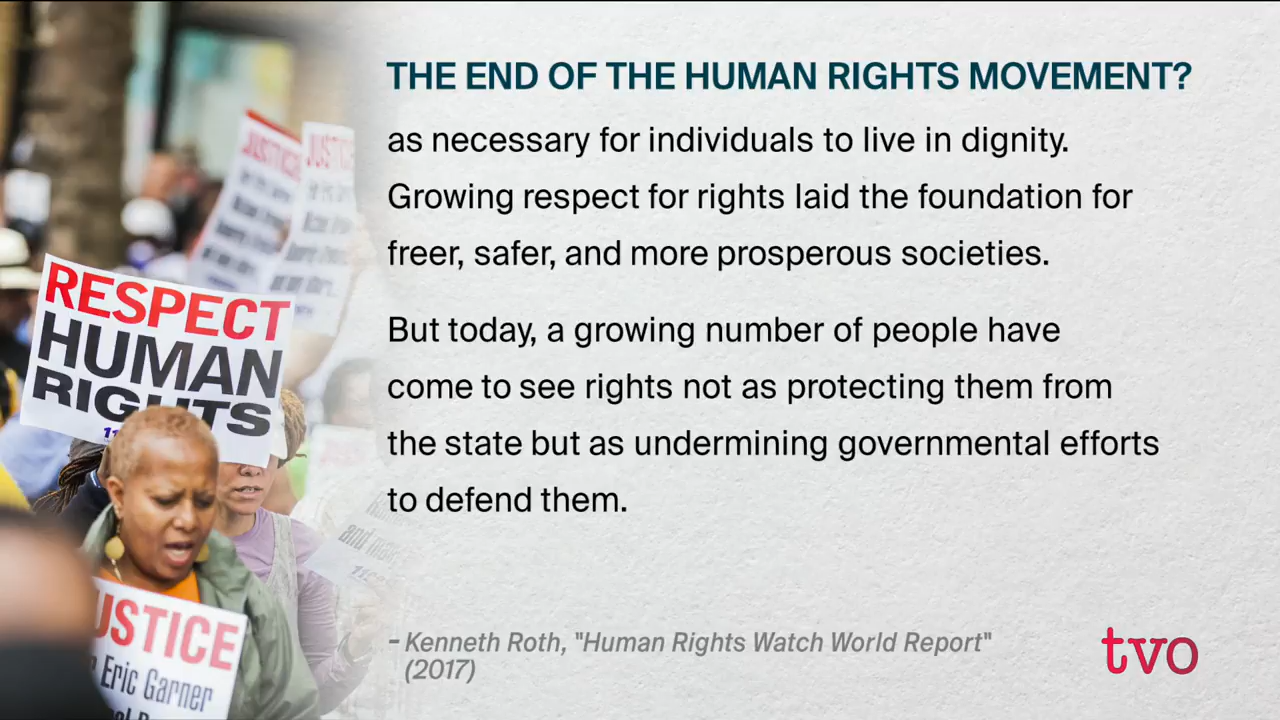 THE END OF THE HUMAN RIGHTS MOVEMENT?
as necessary for individuals to live in dignity.
Growing respect for rights laid the foundation for
freer, safer, and more prosperous societies.
But today, a growing number of people have
come to see rights not as protecting them from
the state but as undermining governmental efforts
to defend them.
– Kenneth Roth, "Human Rights Watch World Report"
(2017)
tvo
JUSTICE
JUSTICE
RESPECT
HUMAN
RIGHTS
USTICE
Eric Garner